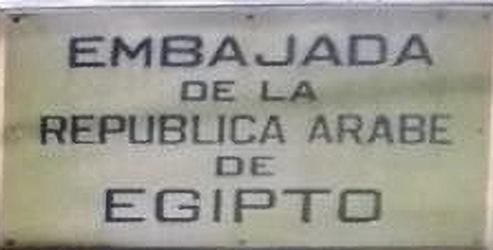 EMBAJADA
DE LA
REPUBLICA ARABE
DE
EGIPTO